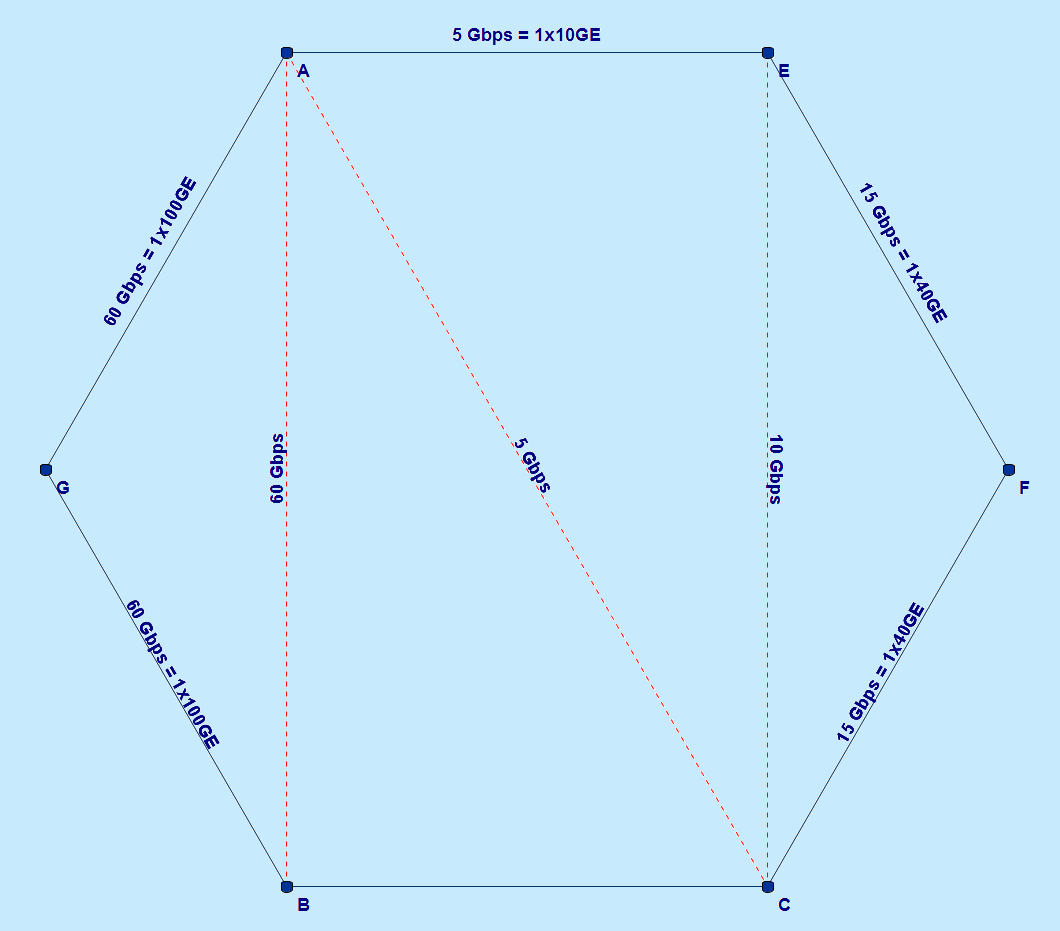 5 Gbps = 1x10GE
A
E
60 Gbps = 1x100GE
15 Gbps = 1x40GE
60 Gbps
5 Gbps
10 Gbps
G
F
60 Gbps = 1x100GE
15 Gbps = 1x40GE
B
C